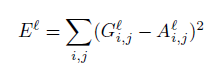 E^ℓ = ∑_{i,j} (G^ℓ_{i,j} − A^ℓ_{i,j})^2